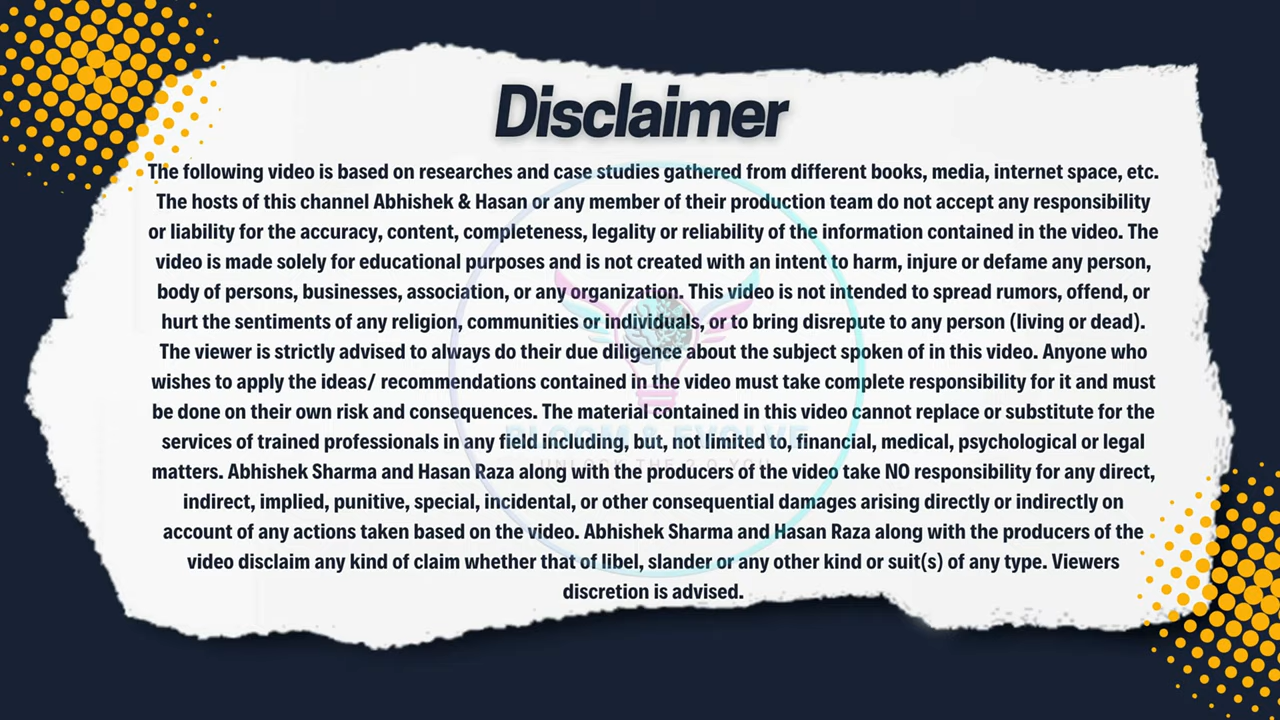 Disclaimer
The following video is based on researches and case studies gathered from different books, media, internet space, etc.
The hosts of this channel Abhishek & Hasan or any member of their production team do not accept any responsibility
or liability for the accuracy, content, completeness, legality or reliability of the information contained in the video. The
video is made solely for educational purposes and is not created with an intent to harm, injure or defame any person,
body of persons, businesses, association, or any organization. This video is not intended to spread rumors, offend, or
hurt the sentiments of any religion, communities or individuals, or to bring disrepute to any person (living or dead).
The viewer is strictly advised to always do their due diligence about the subject spoken of in this video. Anyone who
wishes to apply the ideas/ recommendations contained in the video must take complete responsibility for it and must
be done on their own risk and consequences. The material contained in this video cannot replace or substitute for the
BLOOM & EVOLVE
services of trained professionals in any field including, but, not limited to, financial, medical, psychological or legal
UNLOCK THE 2.0 YOU
matters. Abhishek Sharma and Hasan Raza along with the producers of the video take NO responsibility for any direct,
indirect, implied, punitive, special, incidental, or other consequential damages arising directly or indirectly on
account of any actions taken based on the video. Abhishek Sharma and Hasan Raza along with the producers of the
video disclaim any kind of claim whether that of libel, slander or any other kind or suit(s) of any type. Viewers
discretion is advised.